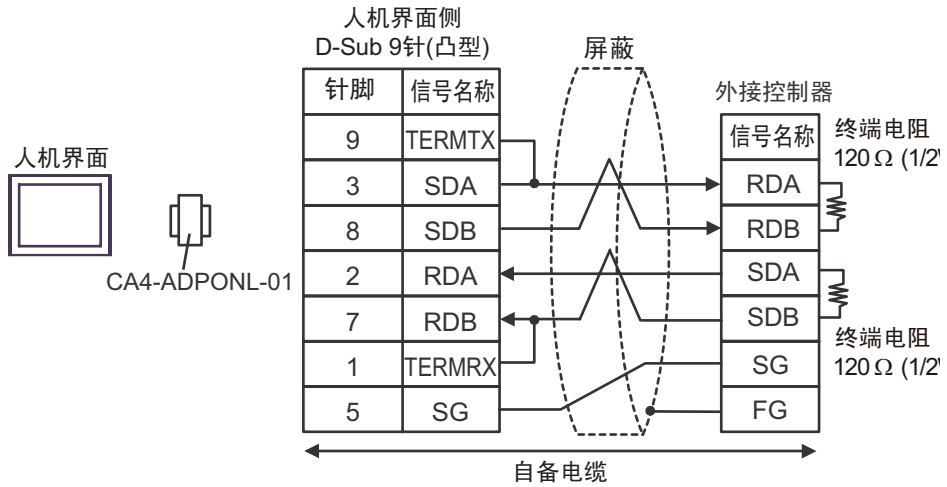 人机界面侧
D-Sub 9针(凸型)
屏蔽
外接控制器
针脚 信号名称
信号名称
终端电阻
120Ω (1/2
9 TERMTX
3 SDA
RDA
8 SDB
RDB
2 RDA
SDA
7 RDB
SDB
1 TERMRX
SG
5 SG
FG
终端电阻
120Ω (1/2
人机界面
CA4-ADPONL-01
自备电缆